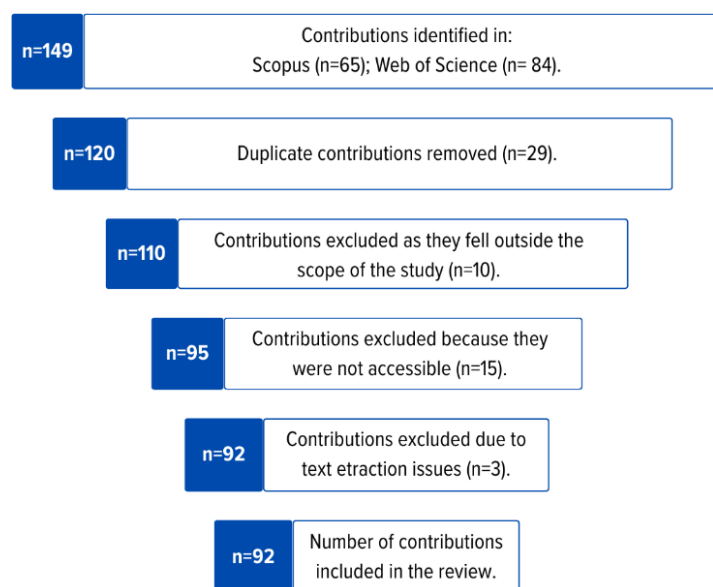 n=149
Contributions identified in:
Scopus (n=65); Web of Science (n= 84).
n=120
Duplicate contributions removed (n=29).
n=110
Contributions excluded as they fell outside the
scope of the study (n=10).
n=95
Contributions excluded because they
were not accessible (n=15).
n=92
Contributions excluded due to
text etraction issues (n=3).
n=92
Number of contributions
included in the review.